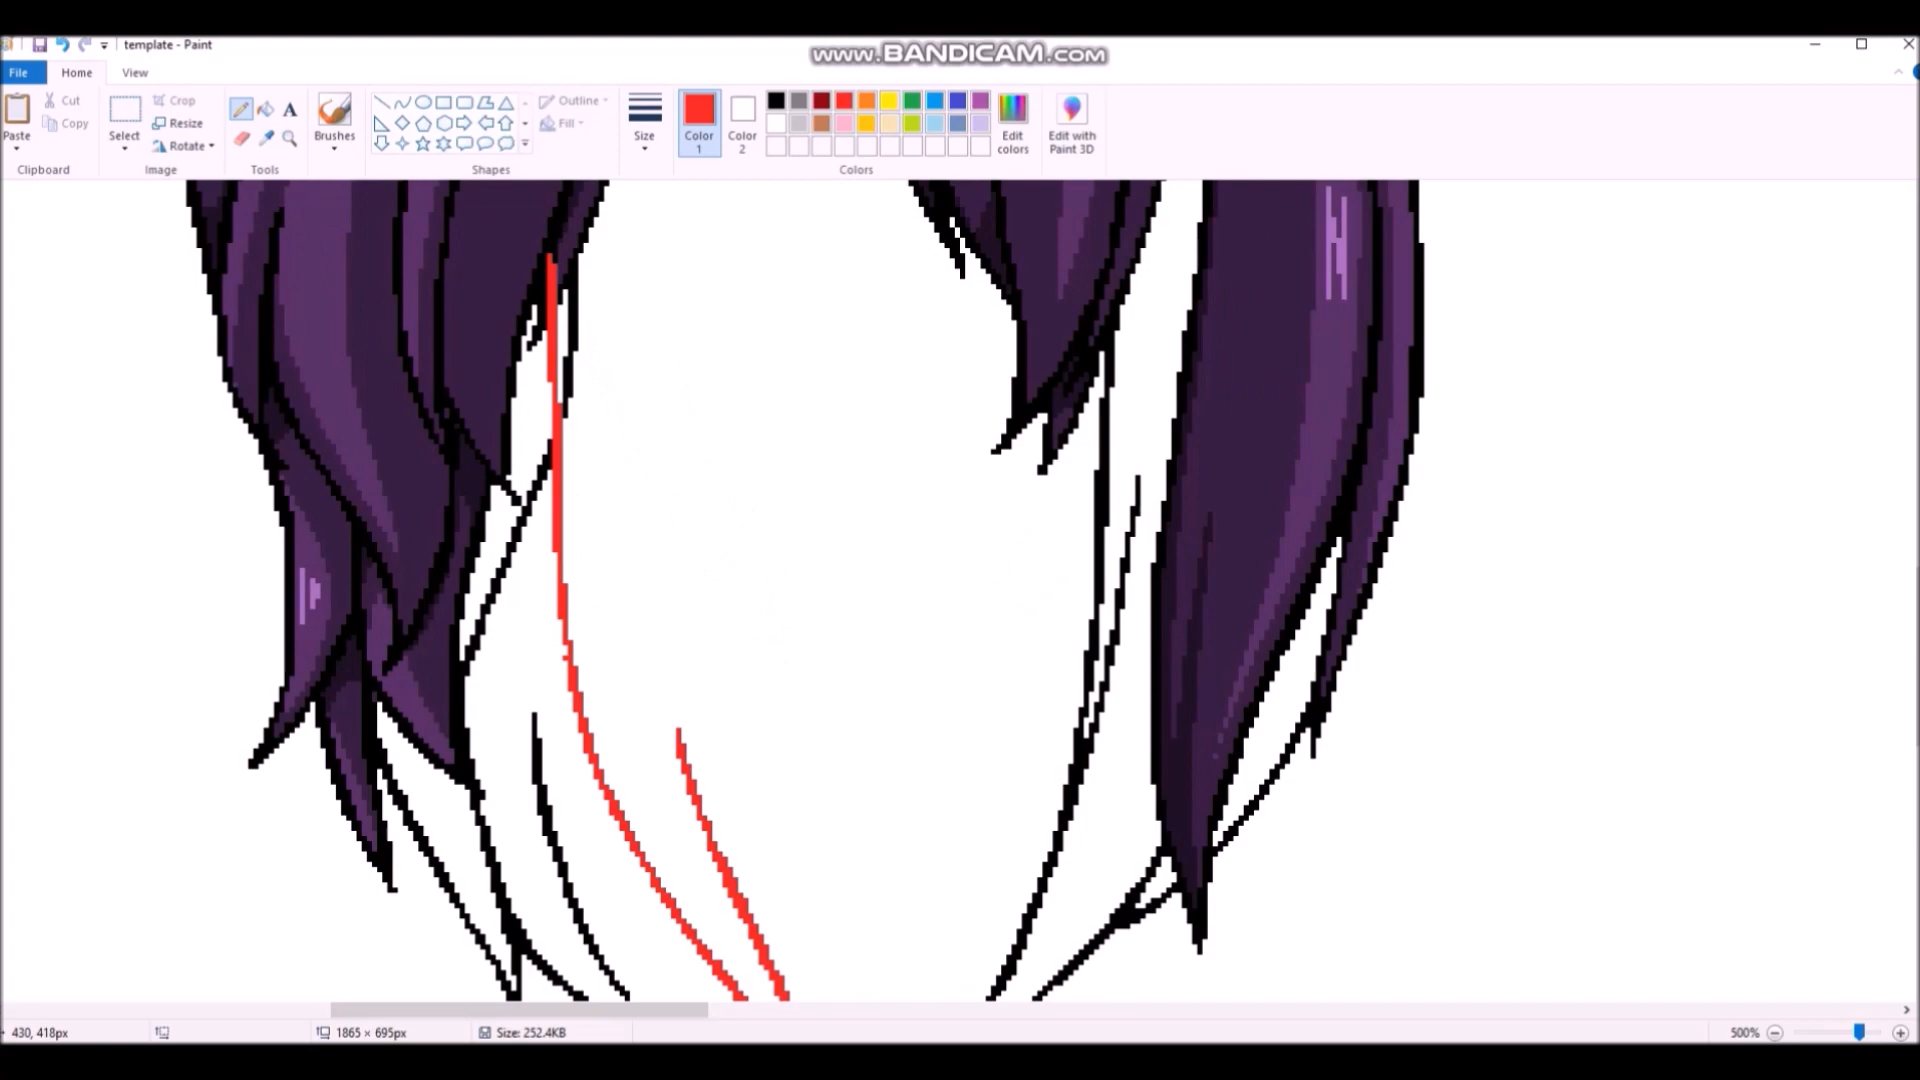 template - Paint
www.BANDICAM.com
File
Home
View
Cut
Copy
Paste
Clipboard
Crop
Resize
Rotate
Select
Image
A
Tools
Brushes
Outline
Fill
Shapes
Size
Color
1
Color
2
Edit
colors
Colors
Edit with
Paint 3D
430, 418px
1865 × 695px
Size: 252.4KB
500%